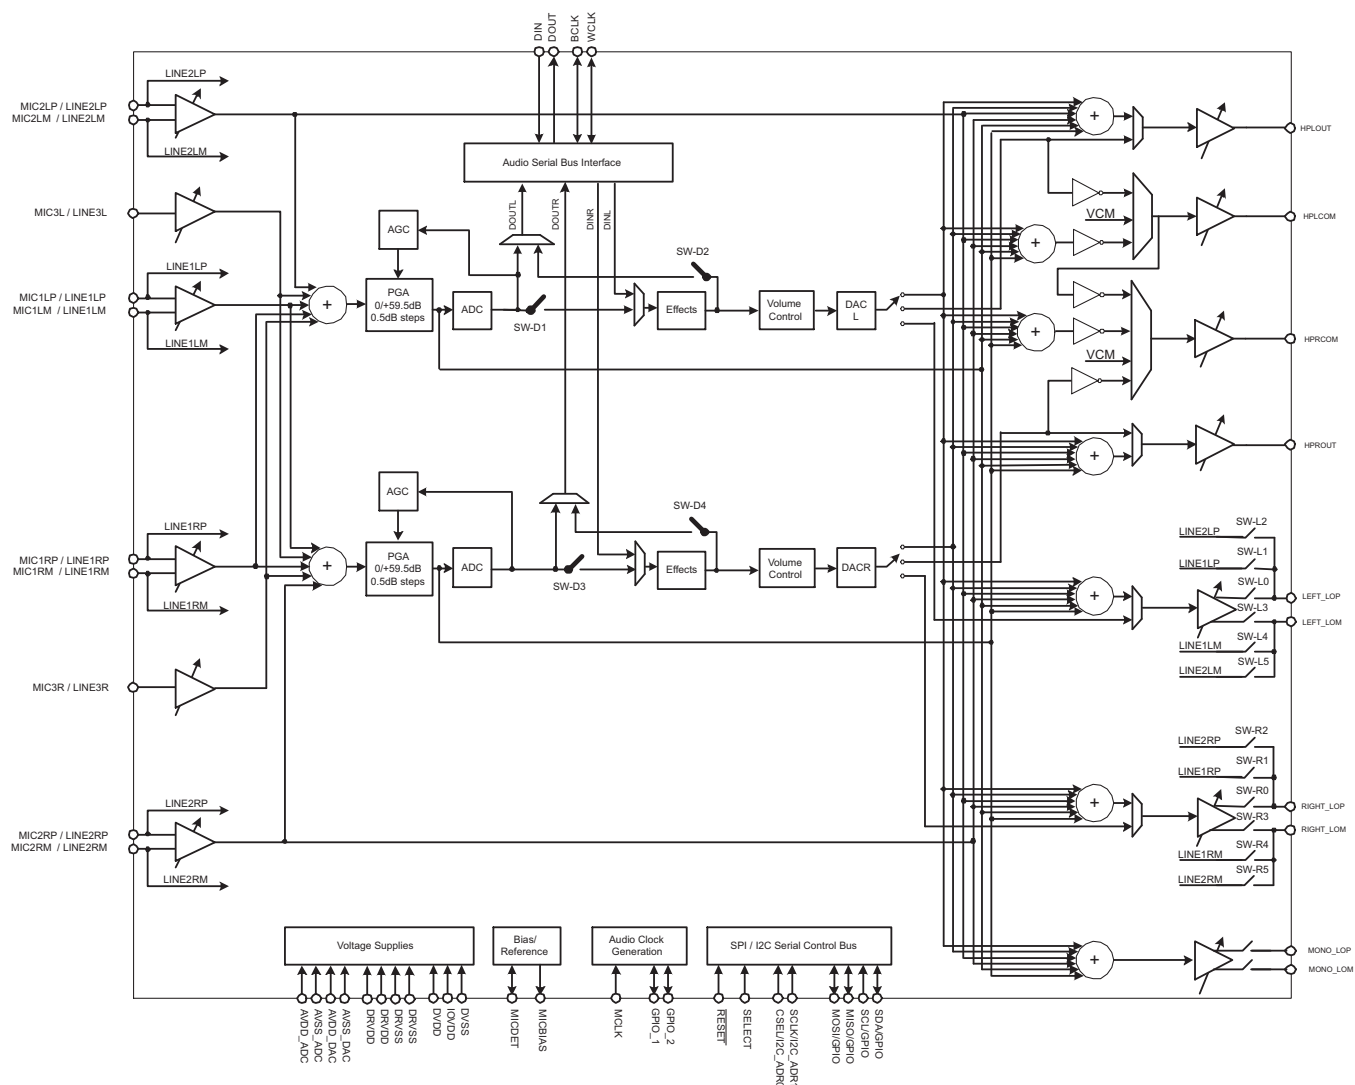 DIN
DOUT
BCLK
WCLK
LINE2LP
MIC2LP / LINE2LP
MIC2LM / LINE2LM
LINE2LM
+
HPLOUT
Audio Serial Bus Interface
MIC3L / LINE3L
AGC
DOUTL
DOUTR
DINR
DINL
VCM
HPLCOM
+
SW-D2
LINE1LP
MIC1LP / LINE1LP
MIC1LM / LINE1LM
LINE1LM
+
PGA
0/+59.5dB
0.5dB steps
ADC
SW-D1
Effects
Volume
Control
DAC
L
+
VCM
HPRCOM
HPROUT
+
AGC
SW-D4
LINE1RP
MIC1RP / LINE1RP
MIC1RM / LINE1RM
LINE1RM
+
PGA
0/+59.5dB
0.5dB steps
ADC
SW-D3
Effects
Volume
Control
DACR
SW-L2
LINE2LP
SW-L1
LINE1LP
SW-L0
+
LEFT_LOP
SW-L3
LEFT_LOM
SW-L4
LINE1LM
SW-L5
LINE2LM
MIC3R / LINE3R
SW-R2
LINE2RP
SW-R1
LINE1RP
SW-R0
+
RIGHT_LOP
SW-R3
RIGHT_LOM
SW-R4
LINE1RM
SW-R5
LINE2RM
LINE2RP
MIC2RP / LINE2RP
MIC2RM / LINE2RM
LINE2RM
Voltage Supplies
Bias/
Reference
Audio Clock
Generation
SPI / I2C Serial Control Bus
+
MONO_LOP
MONO_LOM
AVDD_ADC
AVSS_ADC
AVDD_DAC
AVSS_DAC
DRVDD
DRVDD
DRVSS
DRVSS
DVDD
IOVDD
DVSS
MICDET
MICBIAS
MCLK
GPIO_1
GPIO_2
RESET
SELECT
MOSI/GPIO
MISO/GPIO
SCL/GPIO
SDA/GPIO